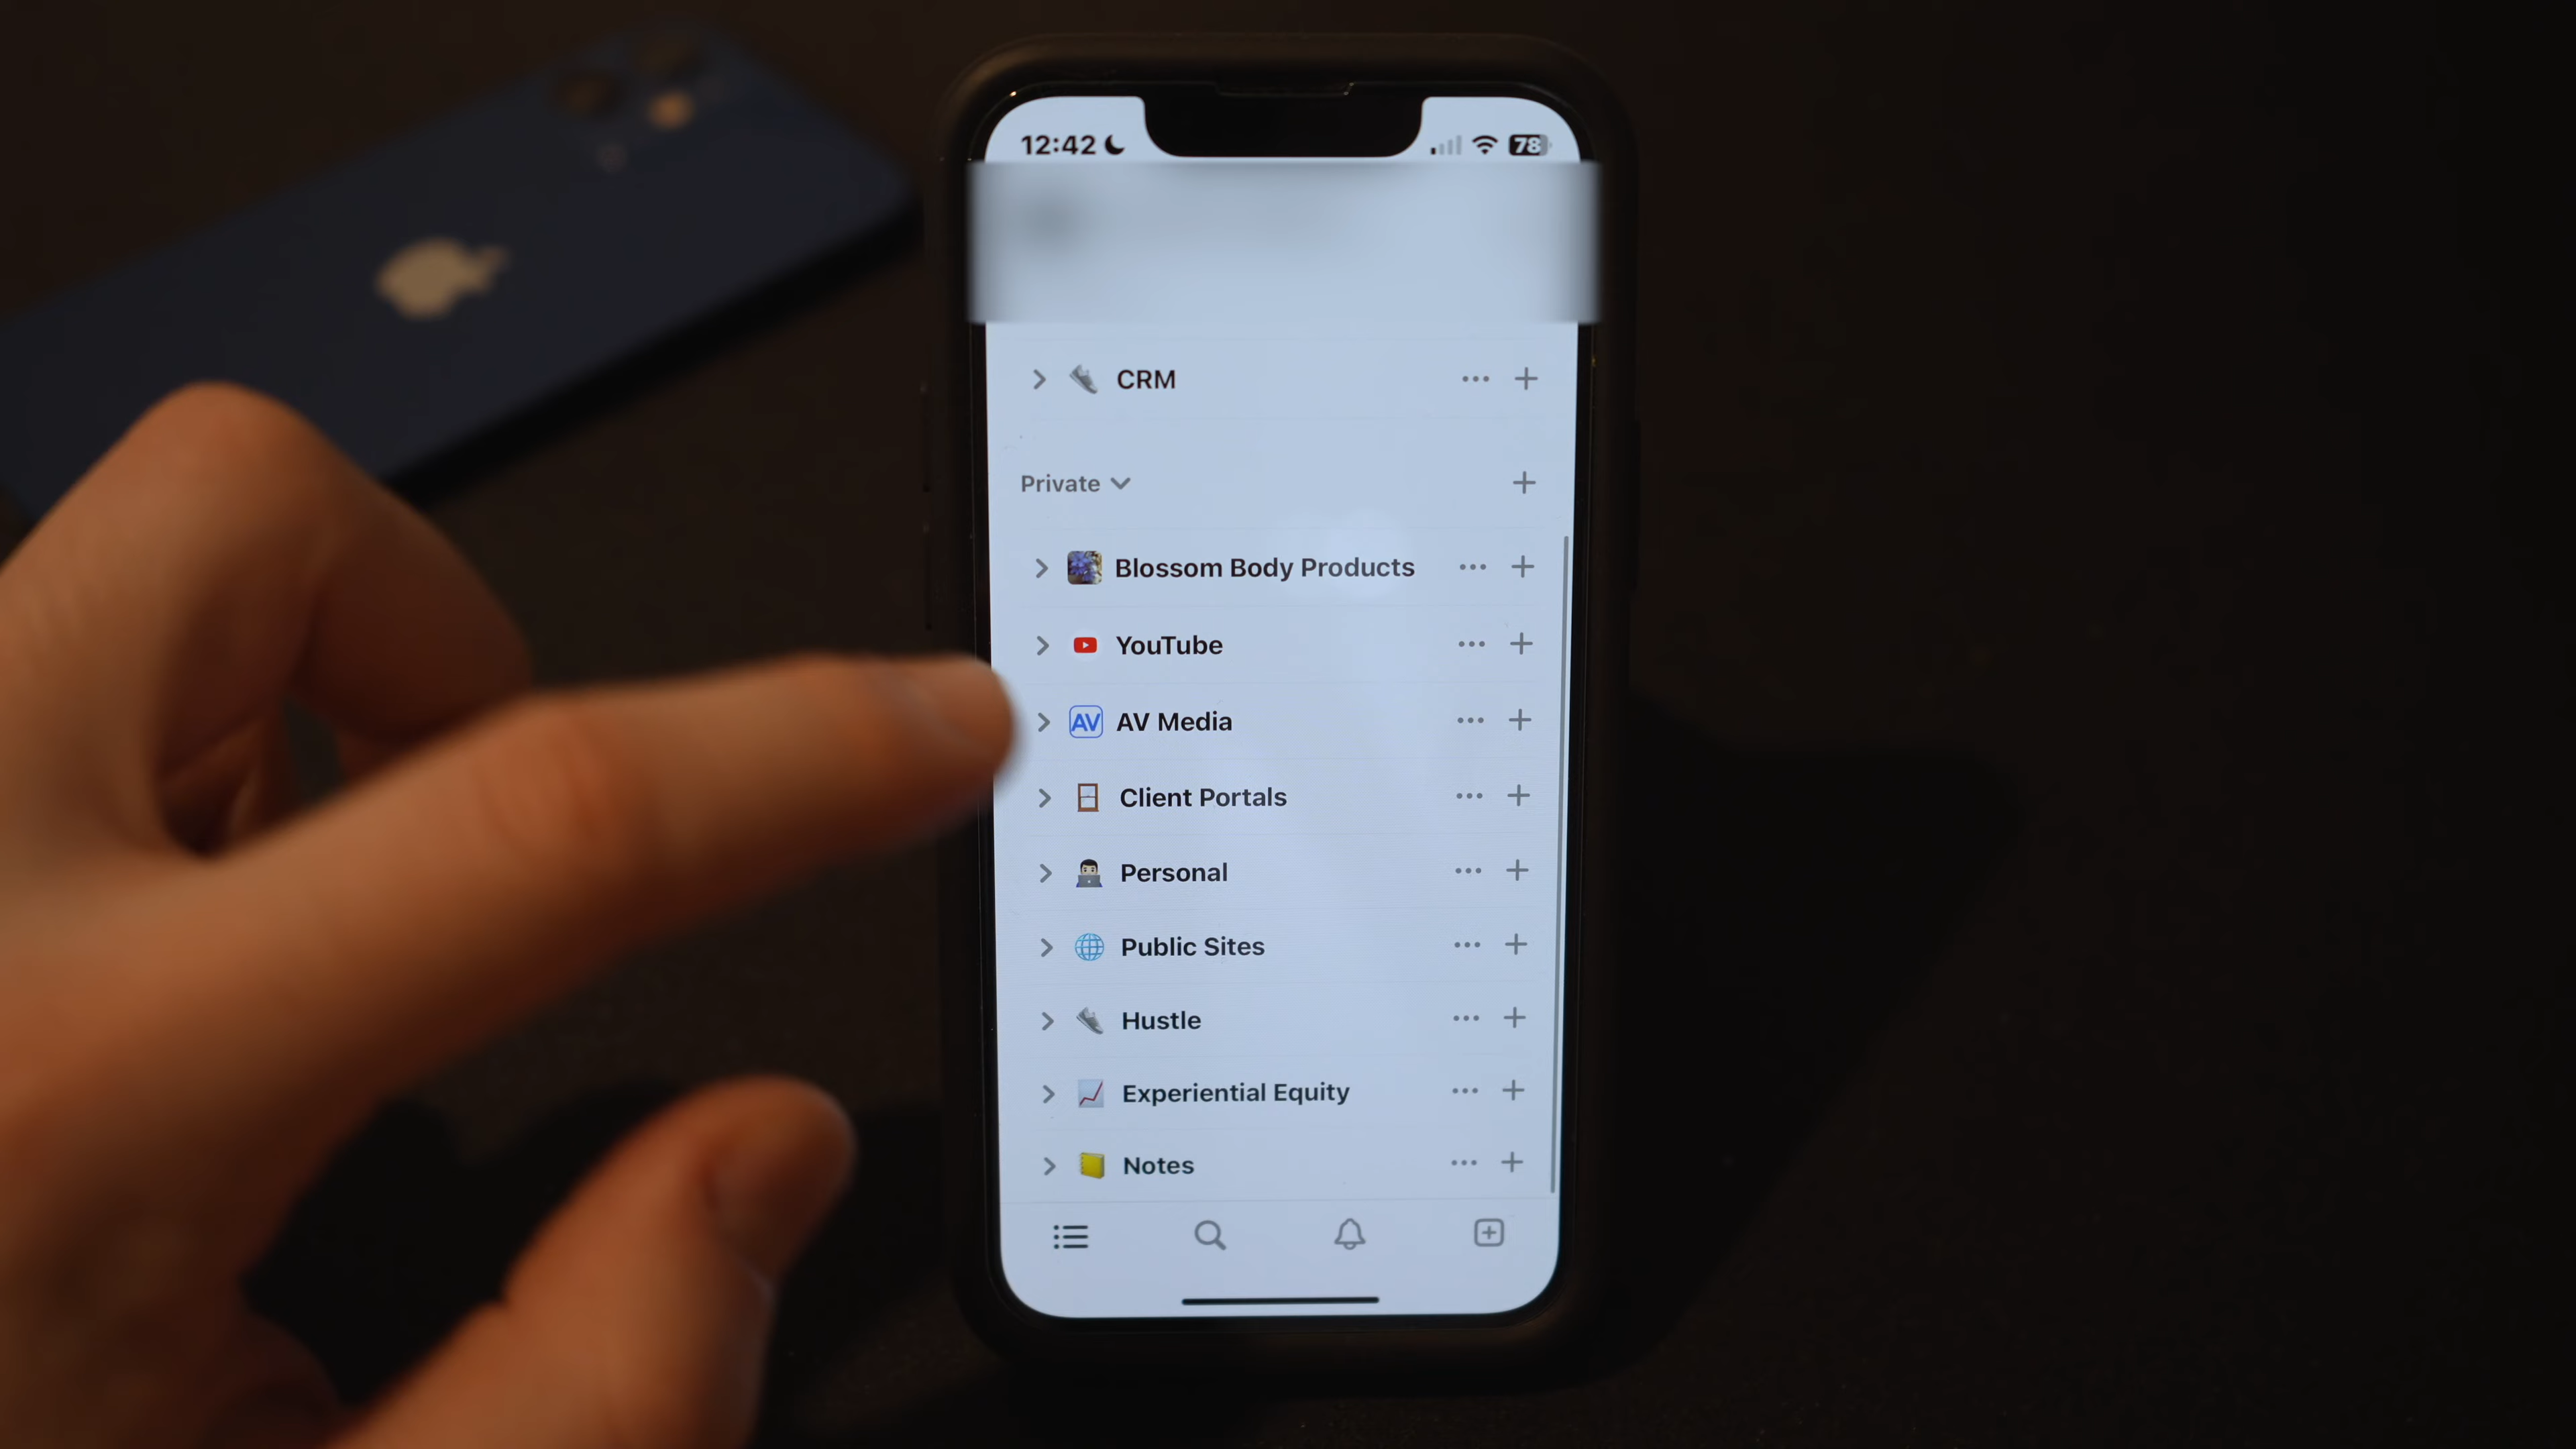 12:42
78
CRM
Private
Blossom Body Products
YouTube
AV AV Media
Client Portals
Personal
Public Sites
Hustle
Experiential Equity
Notes